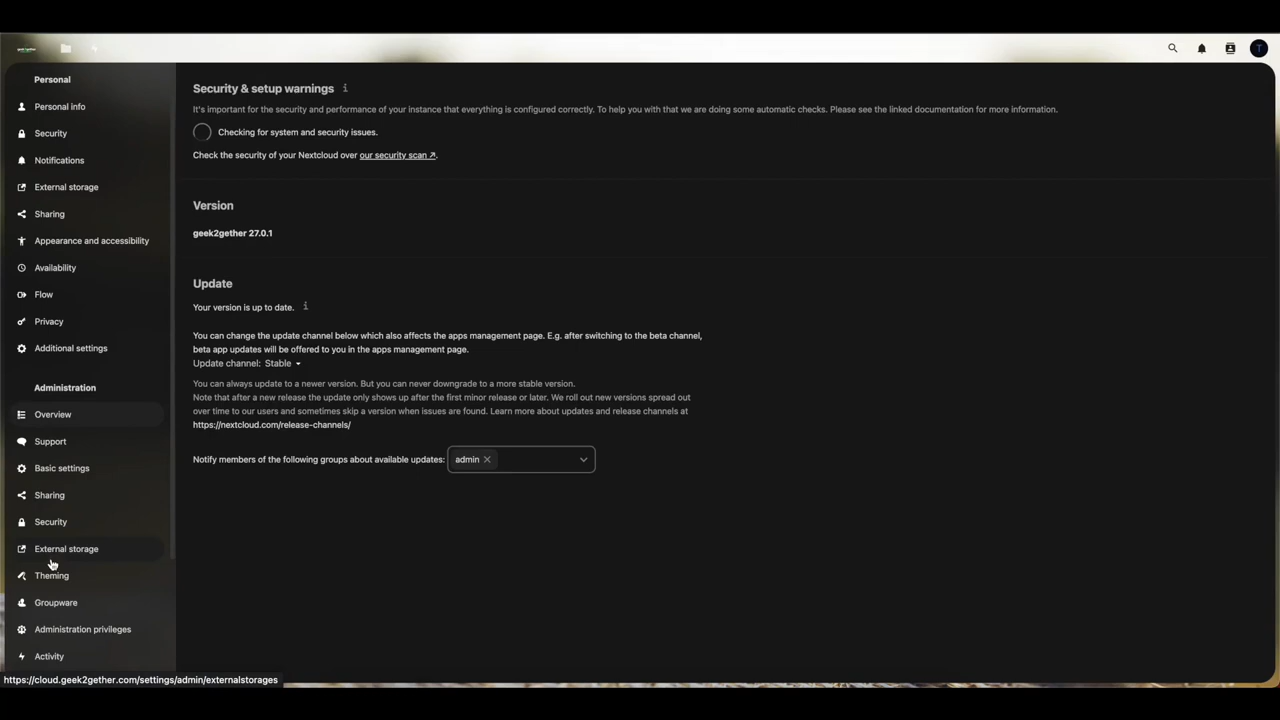 geek2gether
T
Personal
Personal info
Security
Notifications
External storage
Sharing
Appearance and accessibility
Availability
Flow
Privacy
Additional settings
Administration
Overview
Support
Basic settings
Sharing
Security
External storage
Theming
Groupware
Administration privileges
Activity
Security & setup warnings
It's important for the security and performance of your instance that everything is configured correctly. To help you with that we are doing some automatic checks. Please see the linked documentation for more information.
Checking for system and security issues.
Check the security of your Nextcloud over our security scan ↗.
Version
geek2gether 27.0.1
Update
Your version is up to date.
You can change the update channel below which also affects the apps management page. E.g. after switching to the beta channel,
beta app updates will be offered to you in the apps management page.
Update channel: Stable
You can always update to a newer version. But you can never downgrade to a more stable version.
Note that after a new release the update only shows up after the first minor release or later. We roll out new versions spread out
over time to our users and sometimes skip a version when issues are found. Learn more about updates and release channels at
https://nextcloud.com/release-channels/
Notify members of the following groups about available updates: admin
https://cloud.geek2gether.com/settings/admin/externalstorages